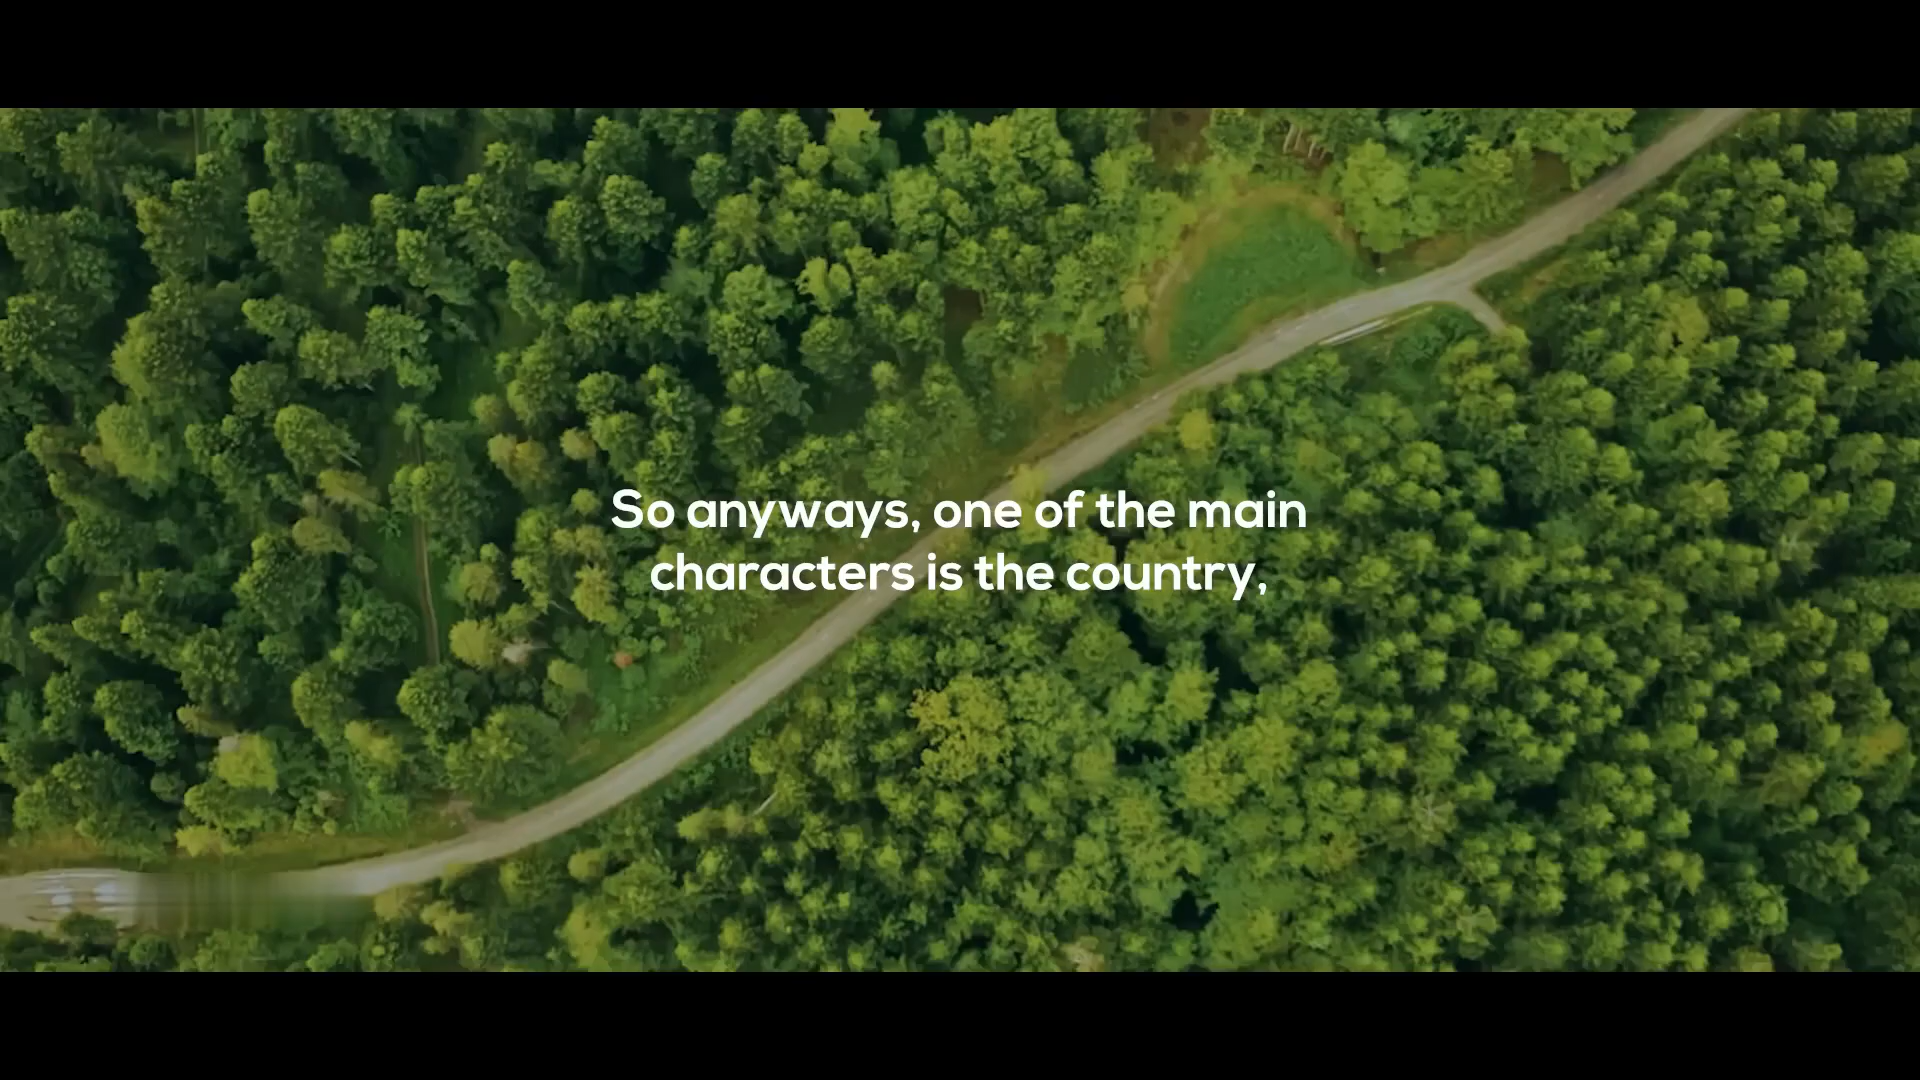 So anyways, one of the main
characters is the country,